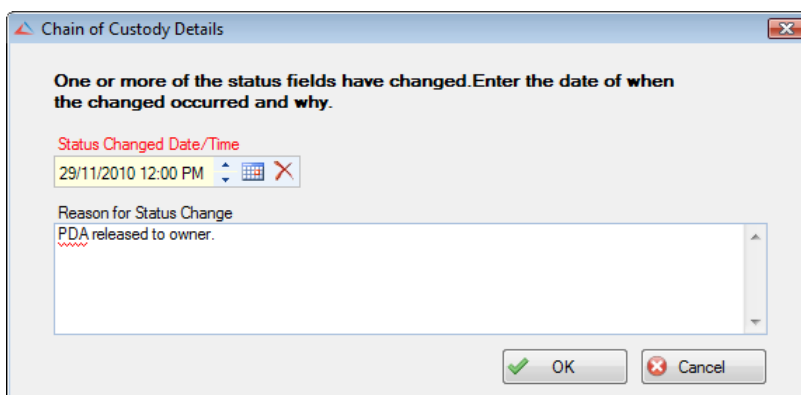 Chain of Custody Details
One or more of the status fields have changed.Enter the date of when
the changed occurred and why.
Status Changed Date/Time
29/11/2010 12:00 PM
Reason for Status Change
PDA released to owner.
OK
Cancel